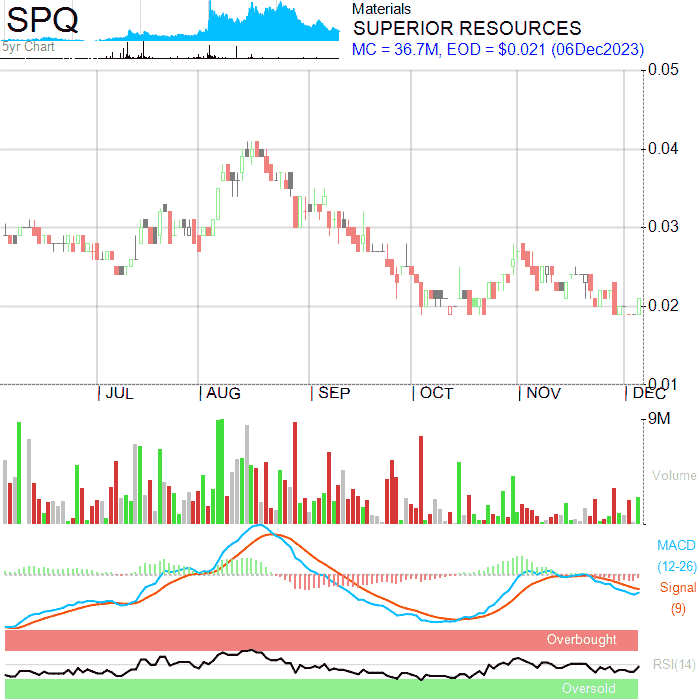 SPQ
5yr Chart
Materials
SUPERIOR RESOURCES
MC = 36.7M, EOD = $0.021 (06Dec2023)
0.05
0.04
0.03
0.02
0.01
JUL
AUG
SEP
OCT
NOV
DEC
9M
Volume
MACD
(12-26)
Signal
(9)
Overbought
RSI(14)
Oversold